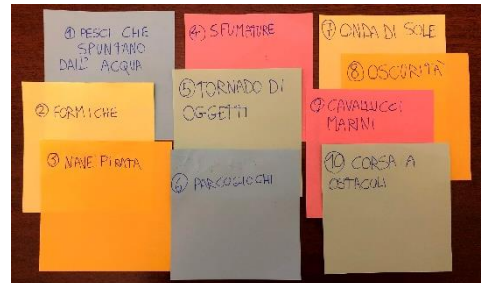 ① PESCI CHE
SPUNTANO
DALL' ACQUA
② FORMICHE
③ NAVE PIRATA
④ SFUMATURE
⑤ TORNADO DI
OGGETTI
⑥ PARCOGIOCHI
⑦ ONDA DI SOLE
⑧ OSCURITÀ
⑨ CAVALLUCCI
MARINI
⑩ CORSA A
OSTACOLI